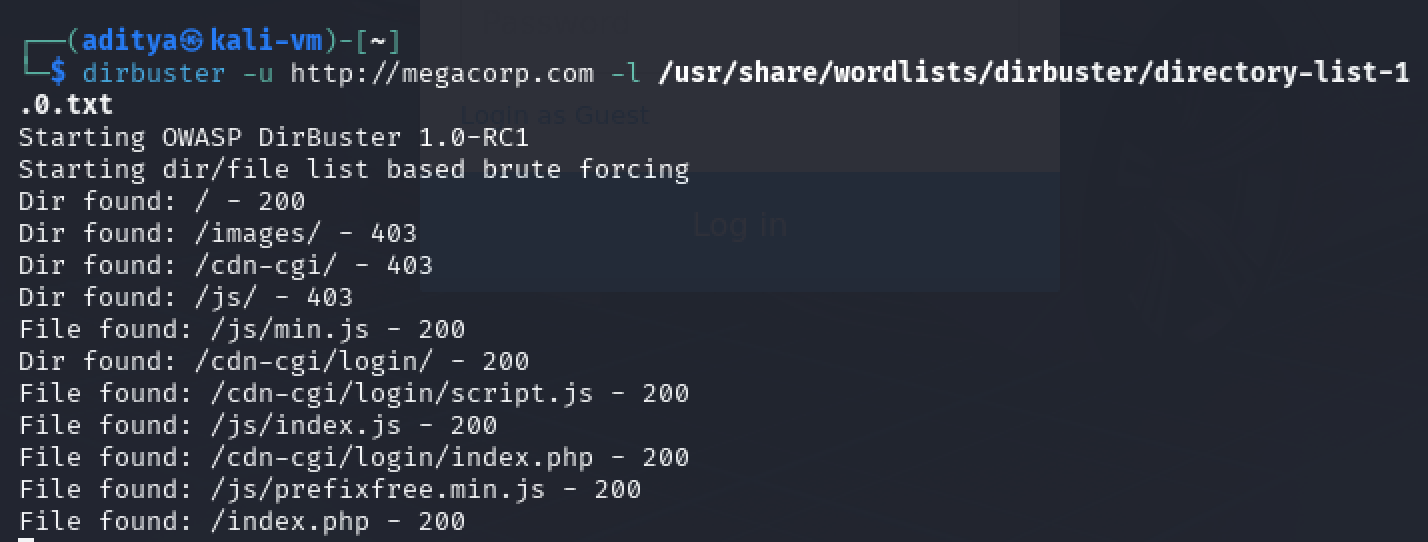 ┌──(aditya㉿kali-vm)-[~]
└─$ dirbuster -u http://megacorp.com -l /usr/share/wordlists/dirbuster/directory-list-1
.0.txt
Login as Guest
Starting OWASP DirBuster 1.0-RC1
Starting dir/file list based brute forcing
Dir found: / - 200
Dir found: /images/ - 403
Log in
Dir found: /cdn-cgi/ - 403
Dir found: /js/ - 403
File found: /js/min.js - 200
Dir found: /cdn-cgi/login/ - 200
File found: /cdn-cgi/login/script.js - 200
File found: /js/index.js - 200
File found: /cdn-cgi/login/index.php - 200
File found: /js/prefixfree.min.js - 200
File found: /index.php - 200